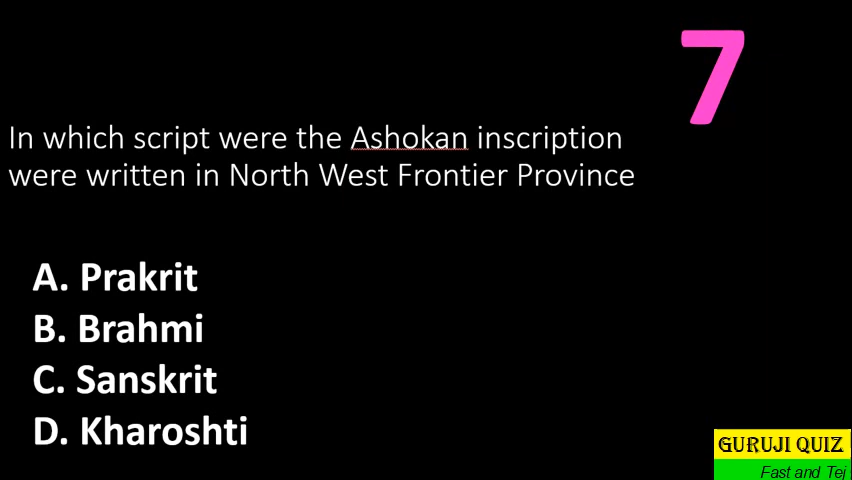 7
In which script were the Ashokan inscription
were written in North West Frontier Province
A. Prakrit
B. Brahmi
C. Sanskrit
D. Kharoshti
GURUJI QUIZ
Fast and Tej